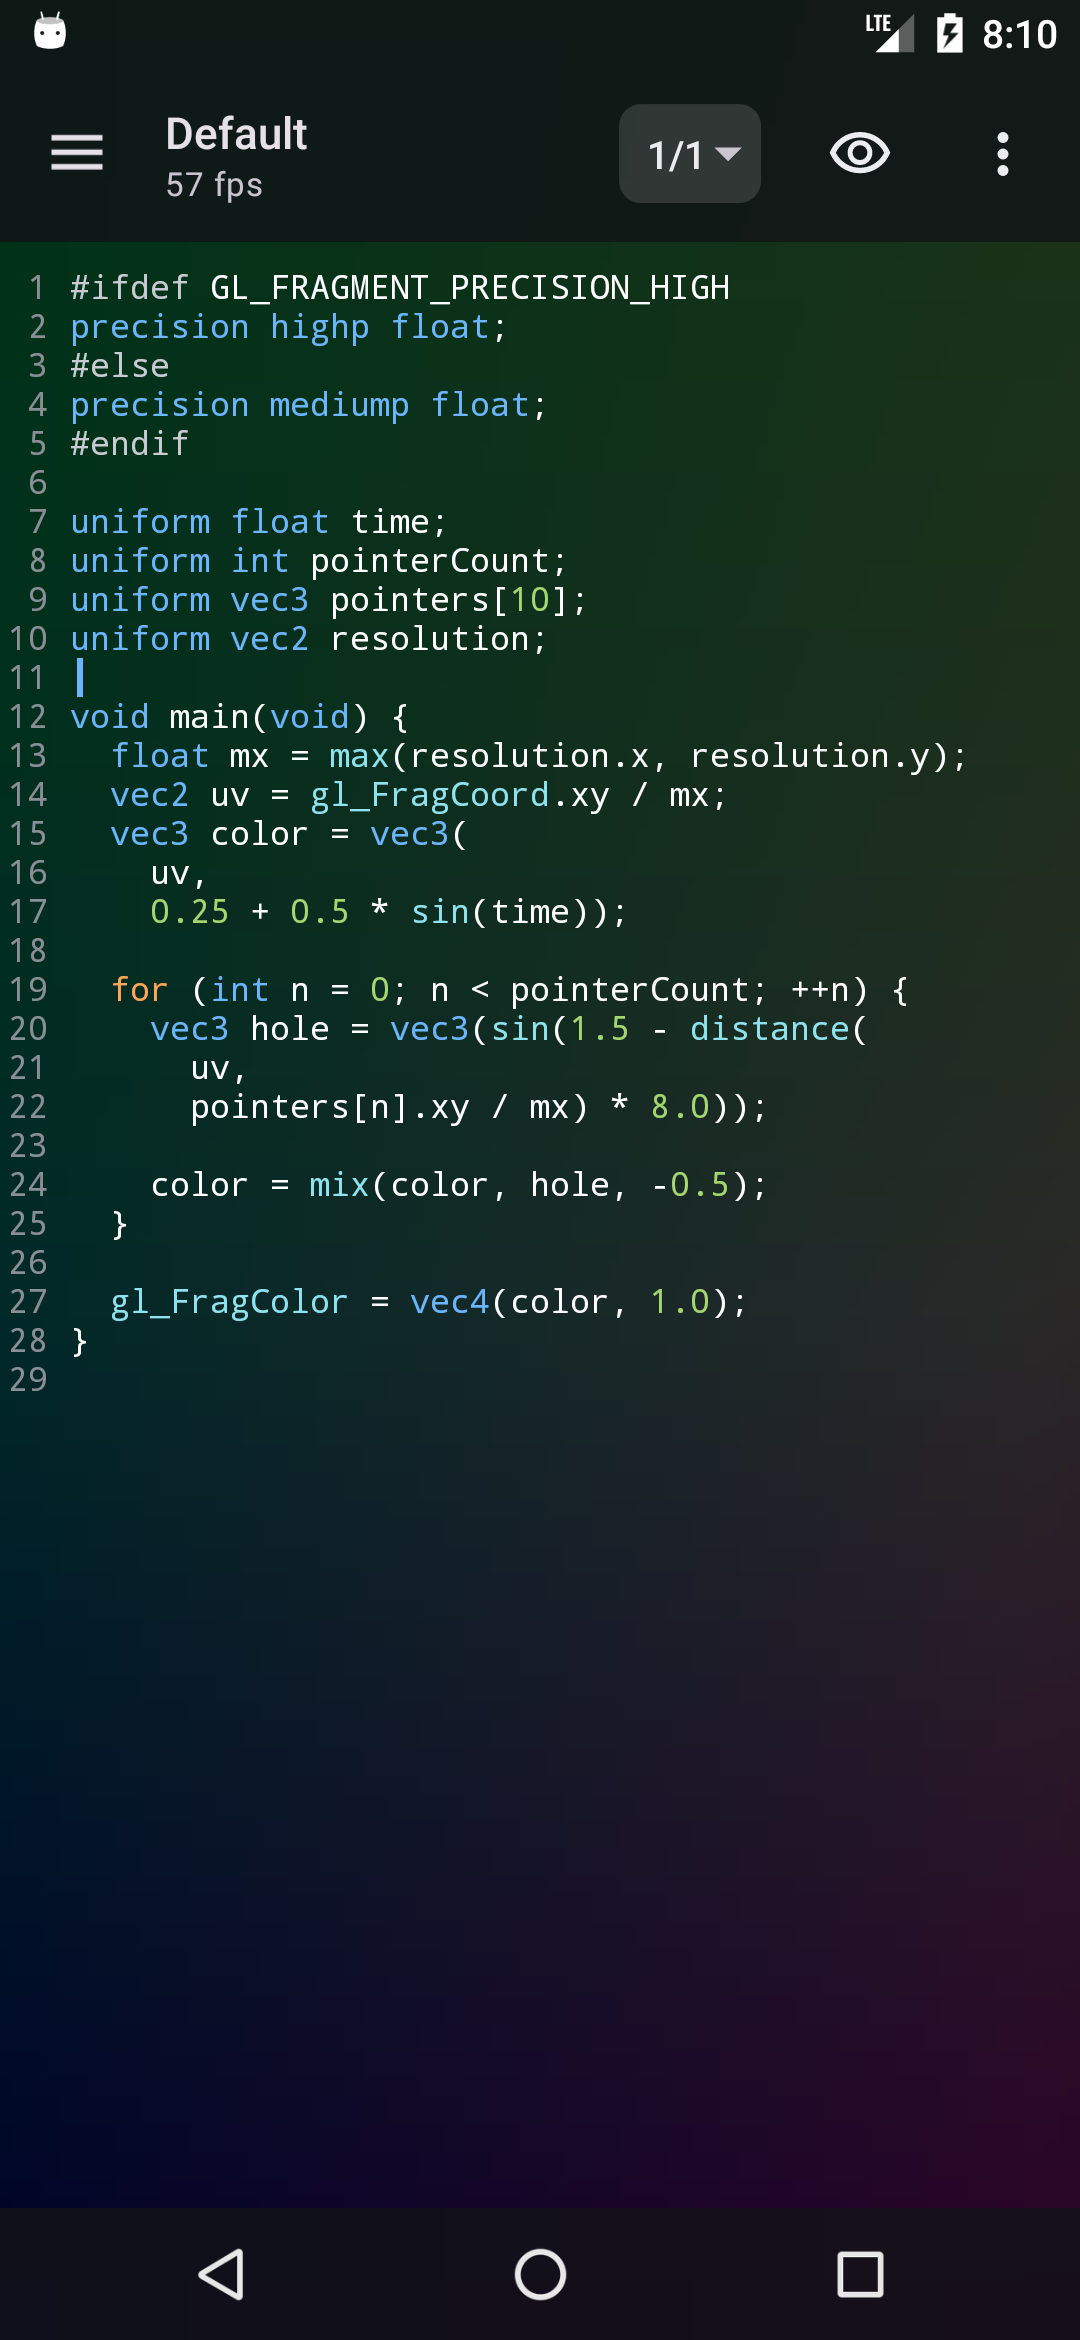 LTE 8:10
Default
57 fps
1/1
1 #ifdef GL_FRAGMENT_PRECISION_HIGH
2 precision highp float;
3 #else
4 precision mediump float;
5 #endif
6
7 uniform float time;
8 uniform int pointerCount;
9 uniform vec3 pointers[10];
10 uniform vec2 resolution;
11
12 void main(void) {
13   float mx = max(resolution.x, resolution.y);
14   vec2 uv = gl_FragCoord.xy / mx;
15   vec3 color = vec3(
16     uv,
17     0.25 + 0.5 * sin(time));
18
19   for (int n = 0; n < pointerCount; ++n) {
20     vec3 hole = vec3(sin(1.5 - distance(
21       uv,
22       pointers[n].xy / mx) * 8.0));
23
24     color = mix(color, hole, -0.5);
25   }
26
27   gl_FragColor = vec4(color, 1.0);
28 }
29